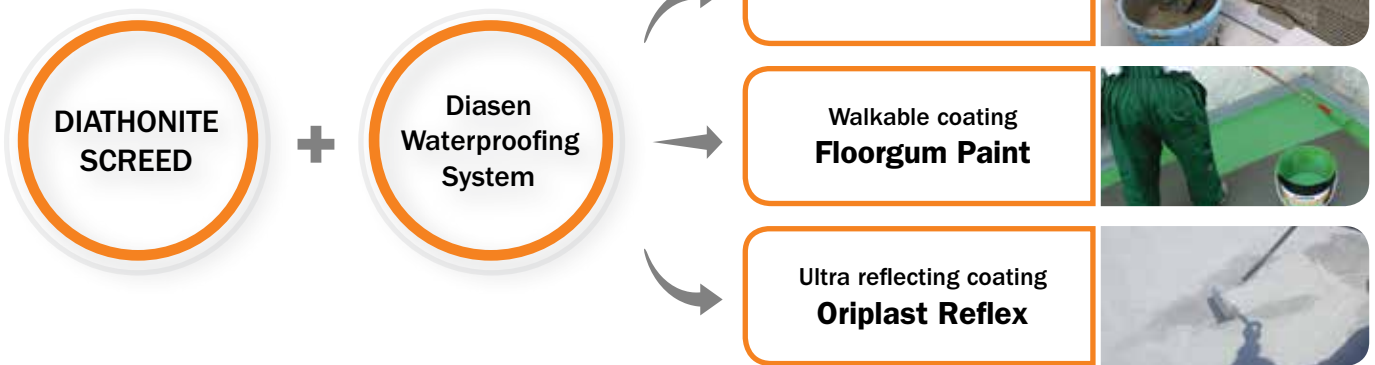 DIATHONITE
SCREED
Diasen
Waterproofing
System
Walkable coating
Floorgum Paint
Ultra reflecting coating
Oriplast Reflex